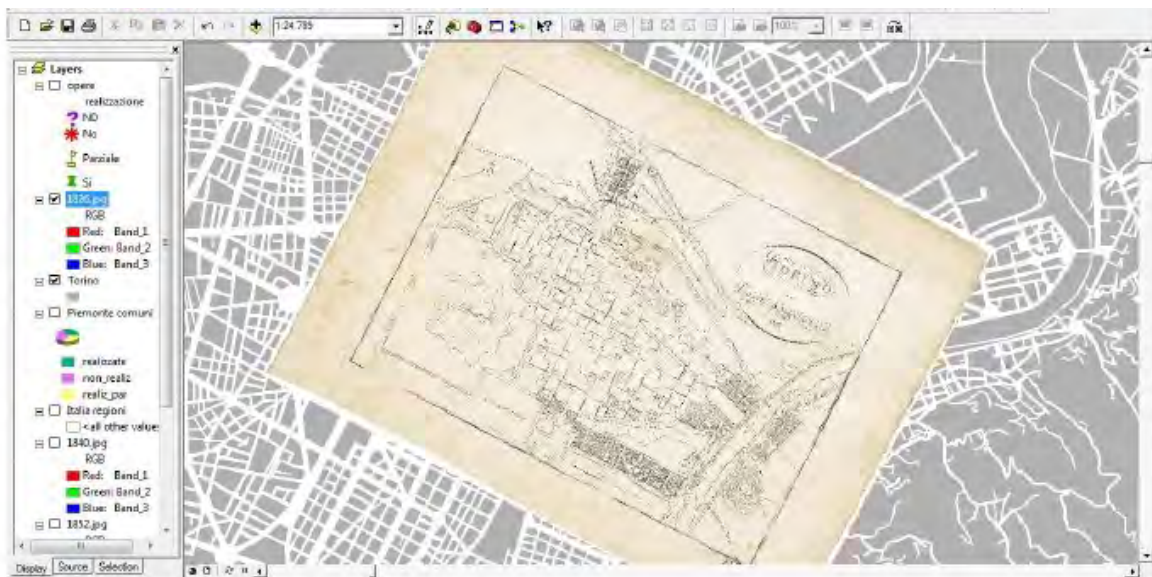 1:24.789
100%
Layers
opere
realizzazione
ND
No
Parziale
Si
1836.jpg
RGB
Red: Band_1
Green: Band_2
Blue: Band_3
Torino
Piemonte comuni
realizzate
non_realiz
realiz_par
Italia regioni
<all other values
1840.jpg
RGB
Red: Band_1
Green: Band_2
Blue: Band_3
1852.jpg
Display Source Selection